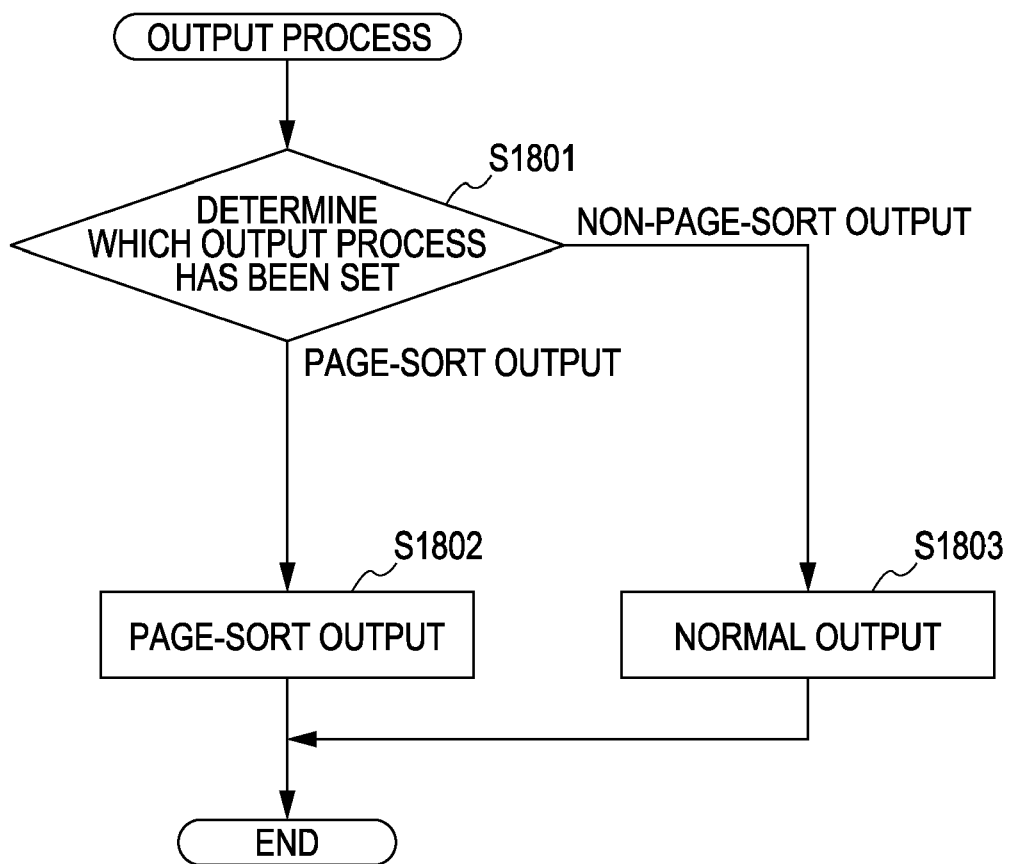 OUTPUT PROCESS
S1801
DETERMINE
WHICH OUTPUT PROCESS
HAS BEEN SET
NON-PAGE-SORT OUTPUT
PAGE-SORT OUTPUT
S1802
S1803
PAGE-SORT OUTPUT
NORMAL OUTPUT
END